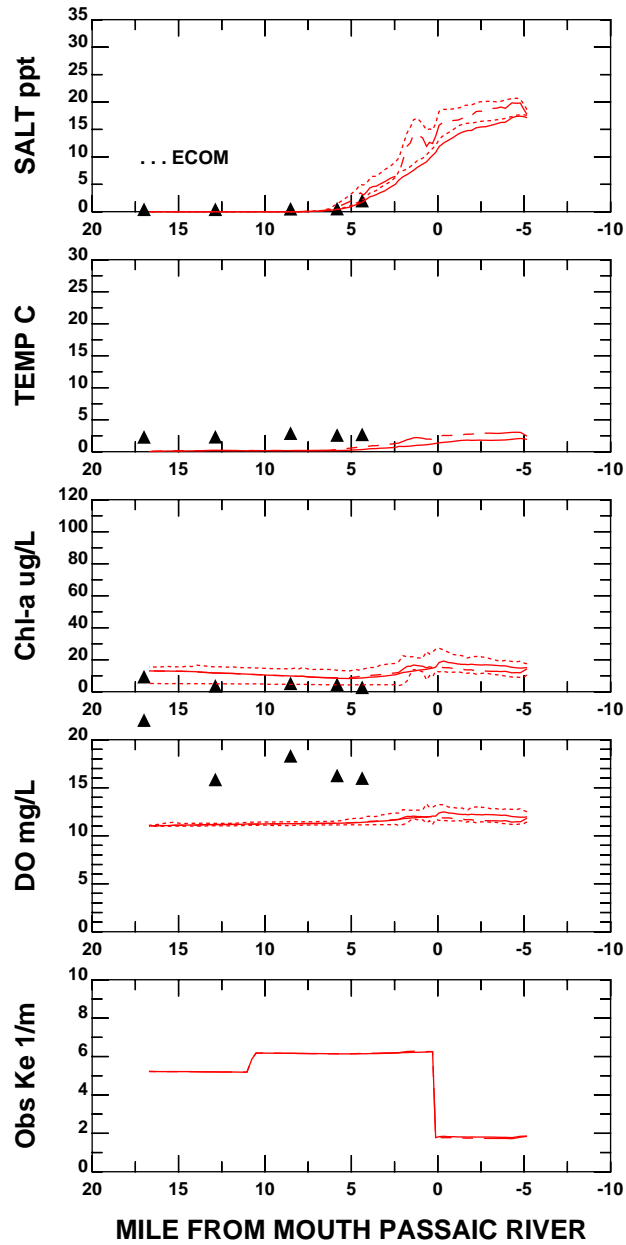 SALT ppt
35
30
25
20
15
10
5
0
. . . ECOM
20 15 10 5 0 -5 -10
TEMP C
30
25
20
15
10
5
0
20 15 10 5 0 -5 -10
Chl-a ug/L
120
100
80
60
40
20
0
20 15 10 5 0 -5 -10
DO mg/L
20
15
10
5
0
20 15 10 5 0 -5 -10
Obs Ke 1/m
10
8
6
4
2
0
20 15 10 5 0 -5 -10
MILE FROM MOUTH PASSAIC RIVER